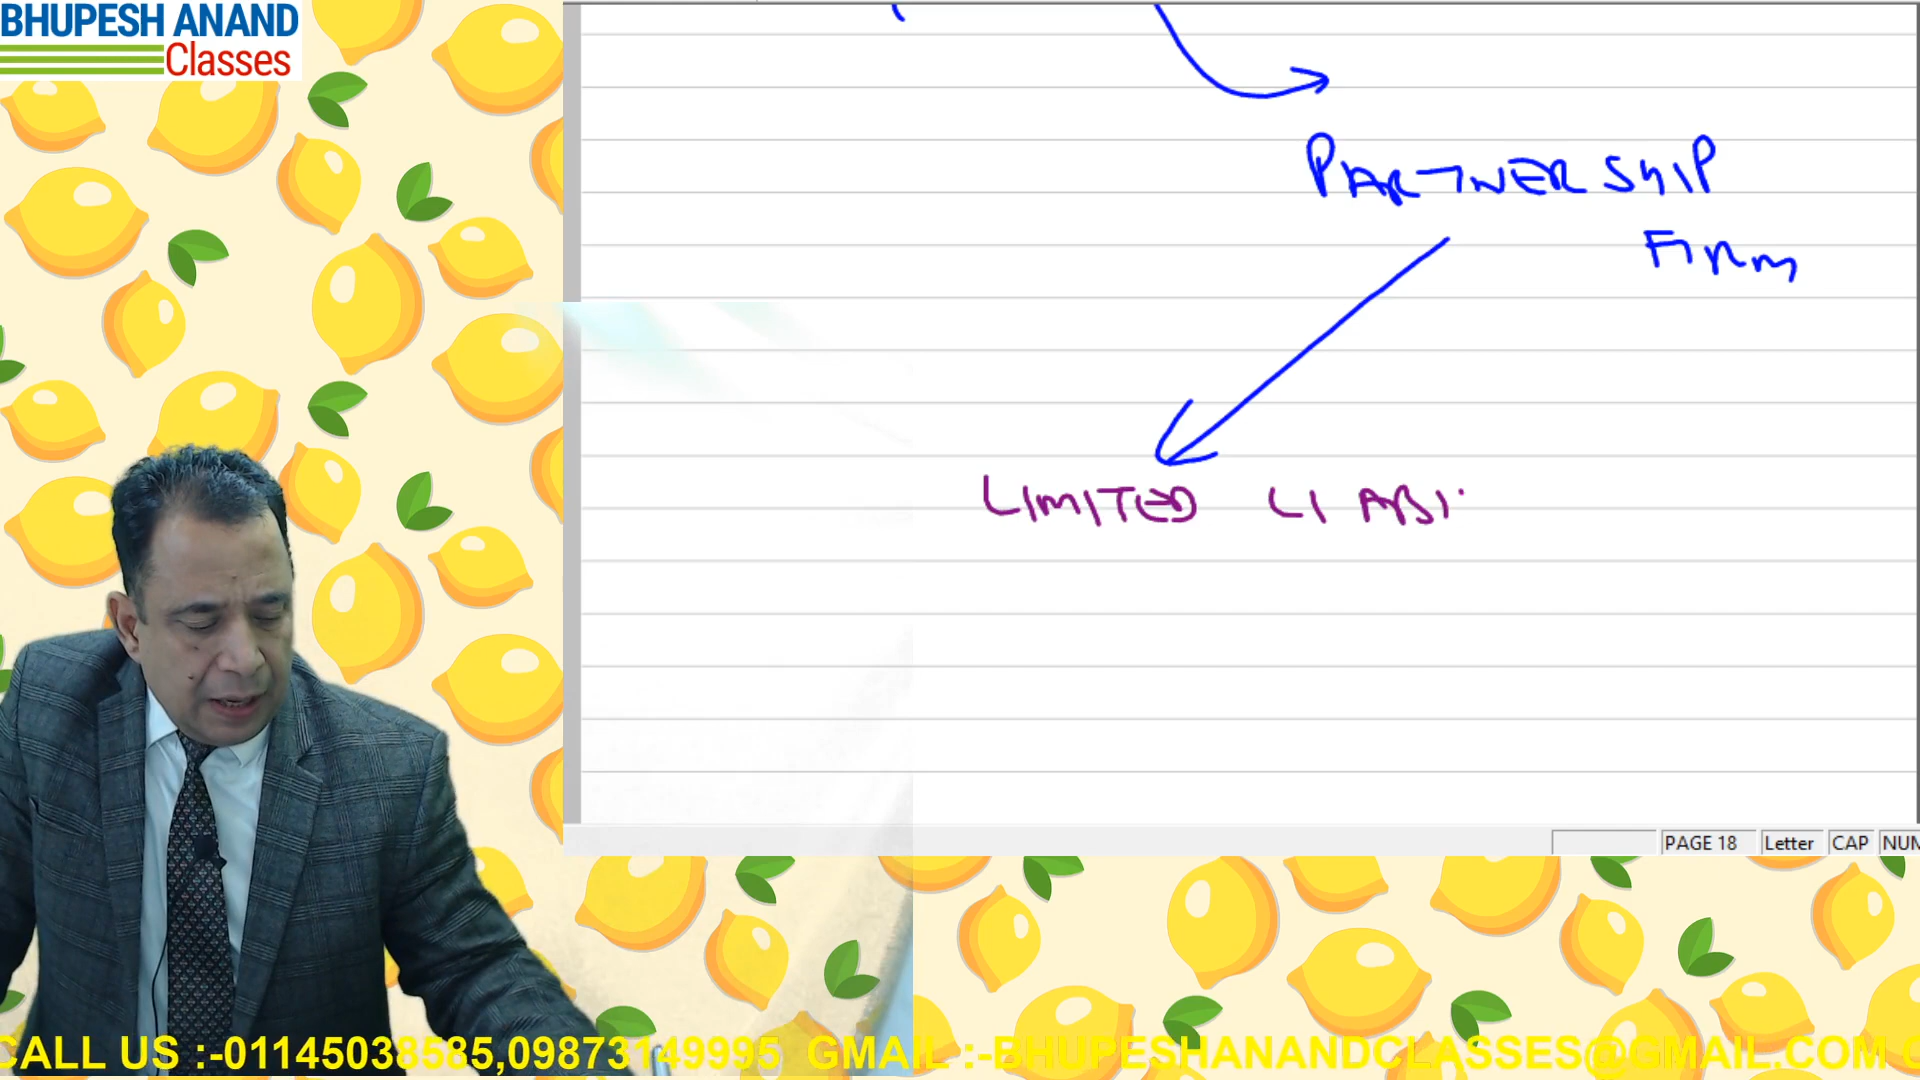 BHUPESH ANAND
Classes
PARTNERSHIP
FIRM
LIMITED LIABI
PAGE 18 Letter CAP NUM
CALL US :-01145038585,09873149995 GMAIL :-BHUPESHANANDCLASSES@GMAIL.COM